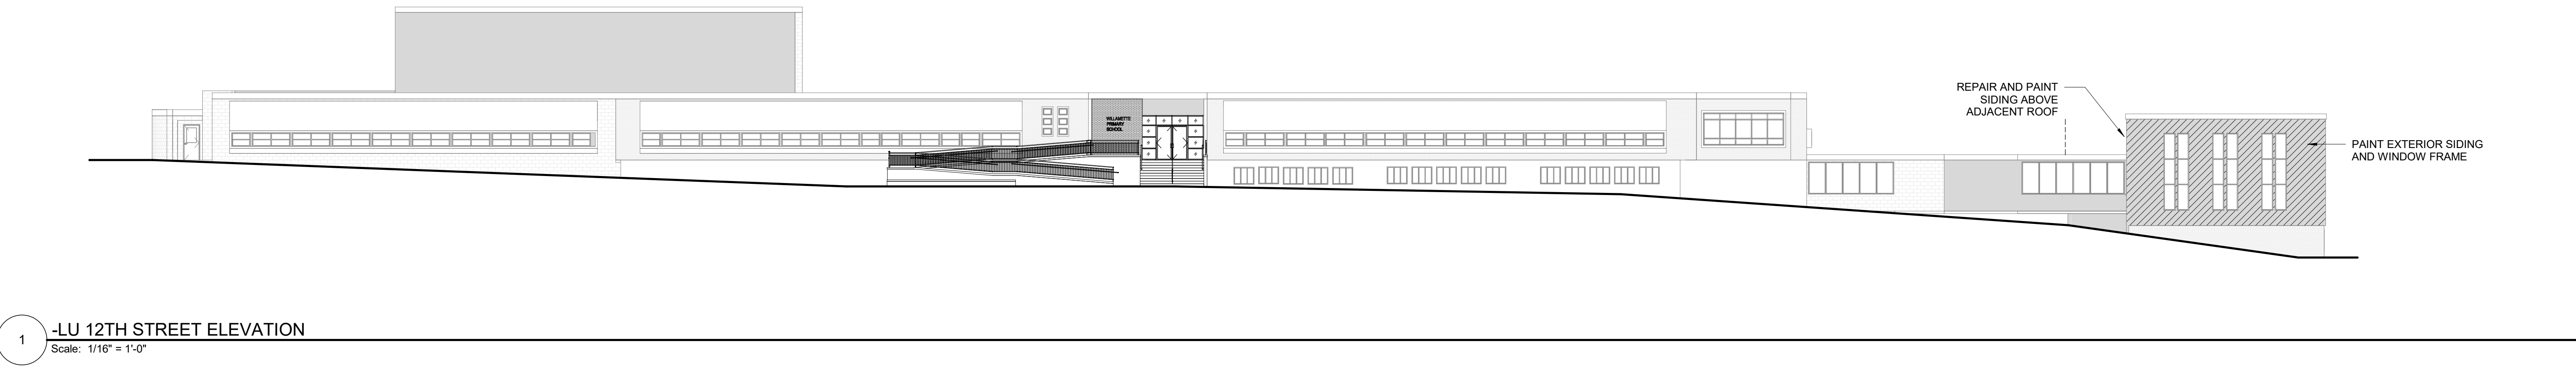 WILLAMETTE
PRIMARY
SCHOOL
REPAIR AND PAINT
SIDING ABOVE
ADJACENT ROOF
PAINT EXTERIOR SIDING
AND WINDOW FRAME
1
-LU 12TH STREET ELEVATION
Scale: 1/16" = 1'-0"